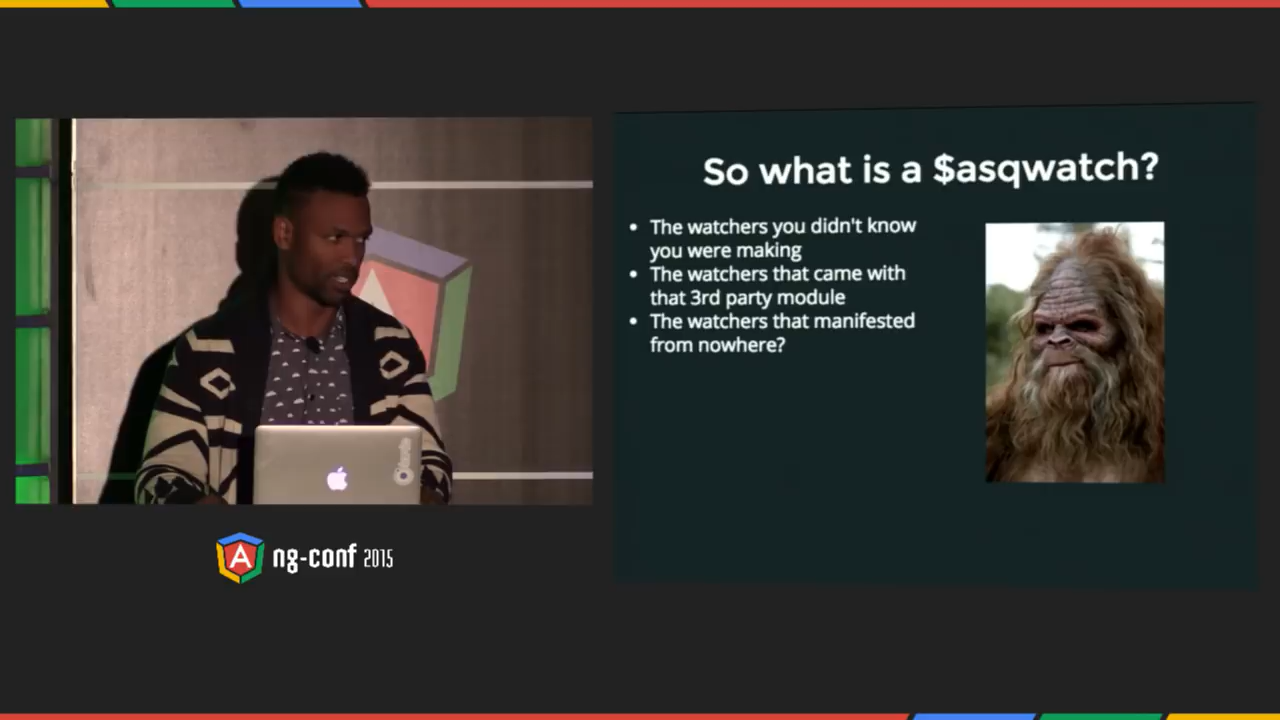 So what is a $asqwatch?
• The watchers you didn't know
you were making
• The watchers that came with
that 3rd party module
• The watchers that manifested
from nowhere?
A
ng-conf 2015